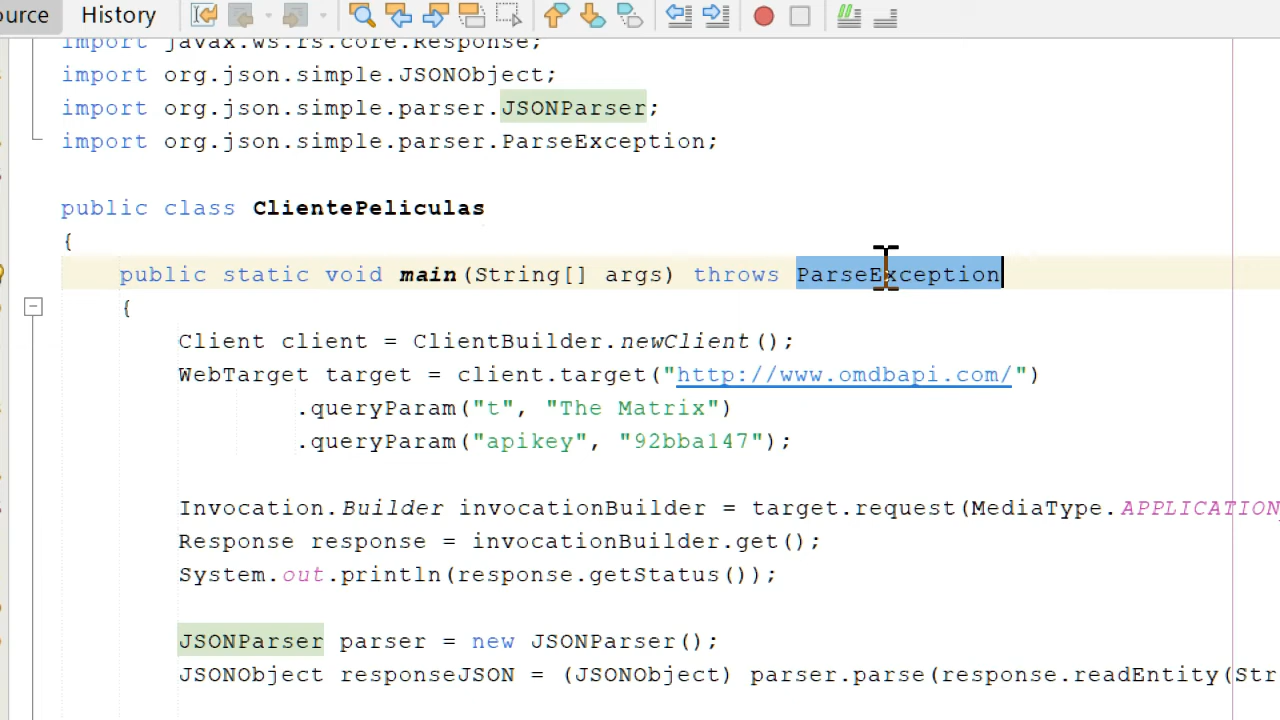 ource History
import javax.ws.rs.core.Response;
import org.json.simple.JSONObject;
import org.json.simple.parser.JSONParser;
import org.json.simple.parser.ParseException;
public class ClientePeliculas
{
public static void main(String[] args) throws ParseException
{
Client client = ClientBuilder.newClient();
WebTarget target = client.target("http://www.omdbapi.com/")
.queryParam("t", "The Matrix")
.queryParam("apikey", "92bba147");
Invocation.Builder invocationBuilder = target.request(MediaType.APPLICATION_
Response response = invocationBuilder.get();
System.out.println(response.getStatus());
JSONParser parser = new JSONParser();
JSONObject responseJSON = (JSONObject) parser.parse(response.readEntity(Str